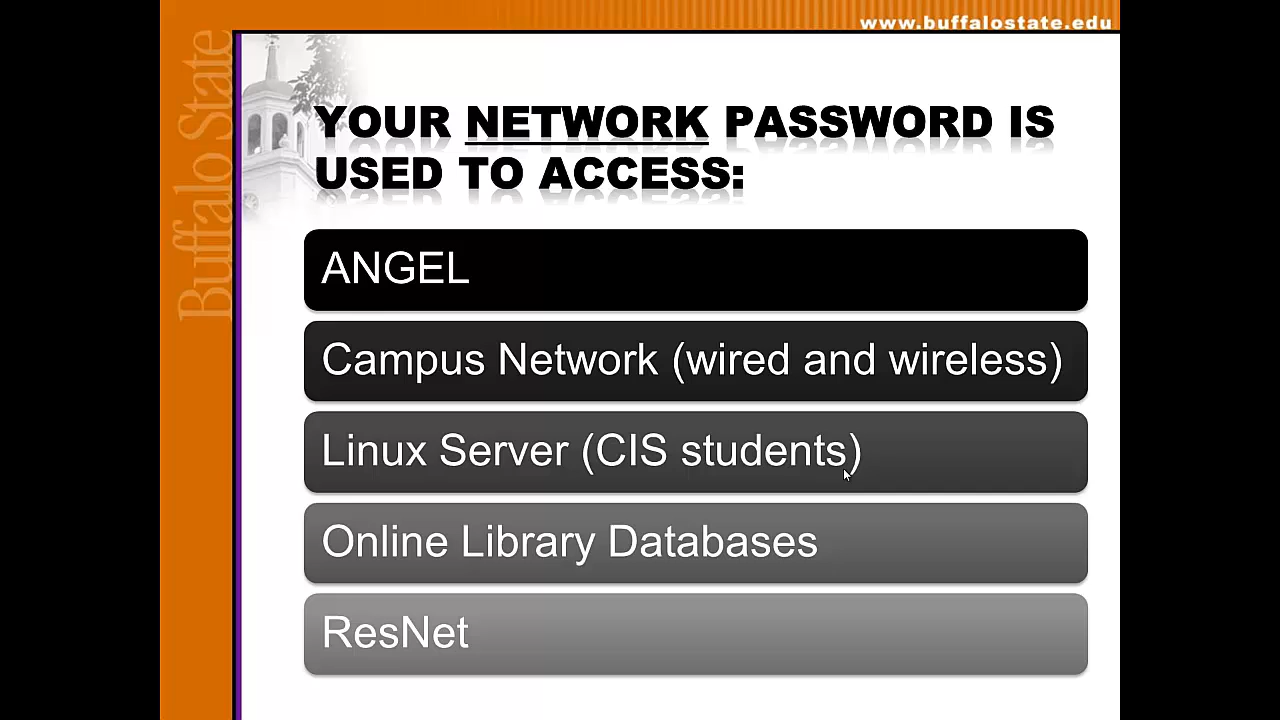 www.buffalostate.edu
Buffalo State
YOUR NETWORK PASSWORD IS
USED TO ACCESS:
ANGEL
Campus Network (wired and wireless)
Linux Server (CIS students)
Online Library Databases
ResNet